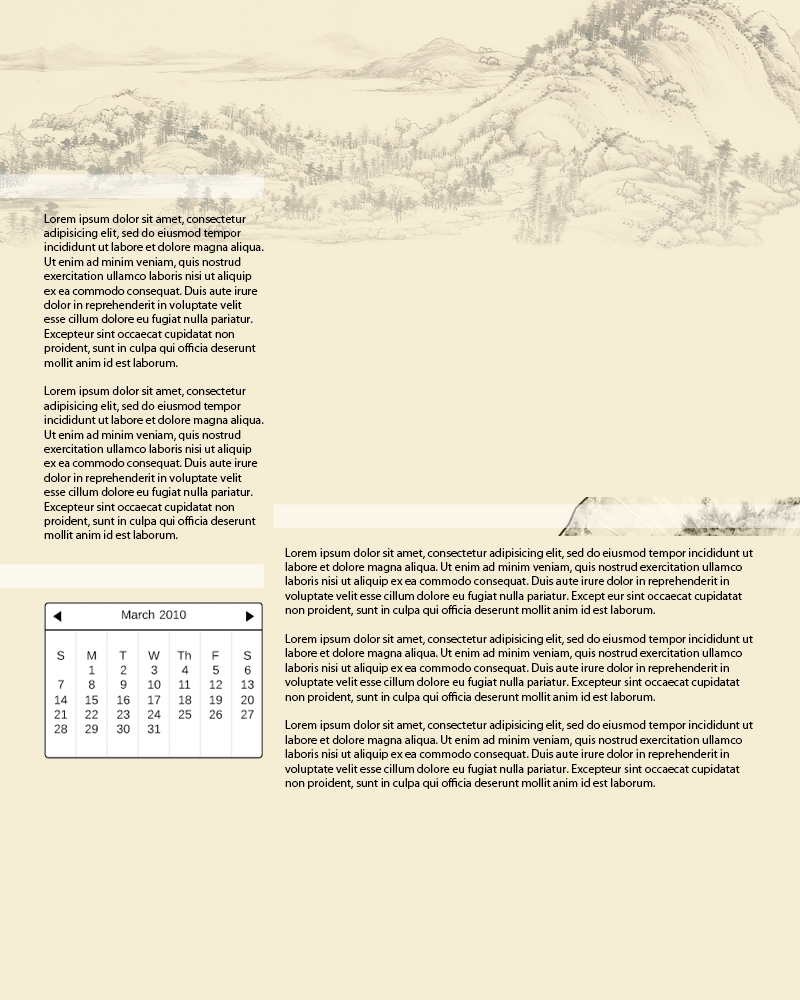 Lorem ipsum dolor sit amet, consectetur
adipisicing elit, sed do eiusmod tempor
incididunt ut labore et dolore magna aliqua.
Ut enim ad minim veniam, quis nostrud
exercitation ullamco laboris nisi ut aliquip
ex ea commodo consequat. Duis aute irure
dolor in reprehenderit in voluptate velit
esse cillum dolore eu fugiat nulla pariatur.
Excepteur sint occaecat cupidatat non
proident, sunt in culpa qui officia deserunt
mollit anim id est laborum.
Lorem ipsum dolor sit amet, consectetur
adipisicing elit, sed do eiusmod tempor
incididunt ut labore et dolore magna aliqua.
Ut enim ad minim veniam, quis nostrud
exercitation ullamco laboris nisi ut aliquip
ex ea commodo consequat. Duis aute irure
dolor in reprehenderit in voluptate velit
esse cillum dolore eu fugiat nulla pariatur.
Excepteur sint occaecat cupidatat non
proident, sunt in culpa qui officia deserunt
mollit anim id est laborum.
March 2010
S M T W Th F S
1 2 3 4 5 6
7 8 9 10 11 12 13
14 15 16 17 18 19 20
21 22 23 24 25 26 27
28 29 30 31
Lorem ipsum dolor sit amet, consectetur adipisicing elit, sed do eiusmod tempor incididunt ut
labore et dolore magna aliqua. Ut enim ad minim veniam, quis nostrud exercitation ullamco
laboris nisi ut aliquip ex ea commodo consequat. Duis aute irure dolor in reprehenderit in
voluptate velit esse cillum dolore eu fugiat nulla pariatur. Except eur sint occaecat cupidatat
non proident, sunt in culpa qui officia deserunt mollit anim id est laborum.
Lorem ipsum dolor sit amet, consectetur adipisicing elit, sed do eiusmod tempor incididunt ut
labore et dolore magna aliqua. Ut enim ad minim veniam, quis nostrud exercitation ullamco
laboris nisi ut aliquip ex ea commodo consequat. Duis aute irure dolor in reprehenderit in
voluptate velit esse cillum dolore eu fugiat nulla pariatur. Excepteur sint occaecat cupidatat
non proident, sunt in culpa qui officia deserunt mollit anim id est laborum.
Lorem ipsum dolor sit amet, consectetur adipisicing elit, sed do eiusmod tempor incididunt ut
labore et dolore magna aliqua. Ut enim ad minim veniam, quis nostrud exercitation ullamco
laboris nisi ut aliquip ex ea commodo consequat. Duis aute irure dolor in reprehenderit in
voluptate velit esse cillum dolore eu fugiat nulla pariatur. Excepteur sint occaecat cupidatat
non proident, sunt in culpa qui officia deserunt mollit anim id est laborum.